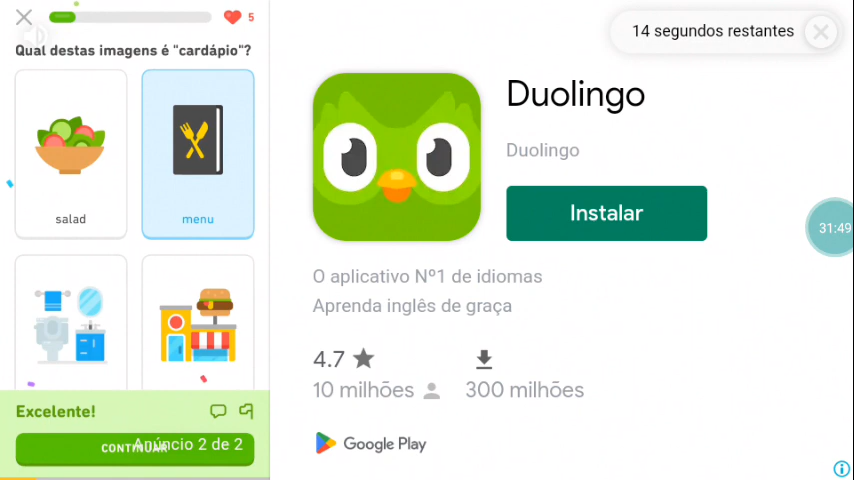 5
Qual destas imagens é "cardápio"?
salad
menu
Excelente!
CONTINUAR
Anúncio 2 de 2
14 segundos restantes
Duolingo
Duolingo
Instalar
31:49
O aplicativo Nº1 de idiomas
Aprenda inglês de graça
4.7
10 milhões
300 milhões
Google Play